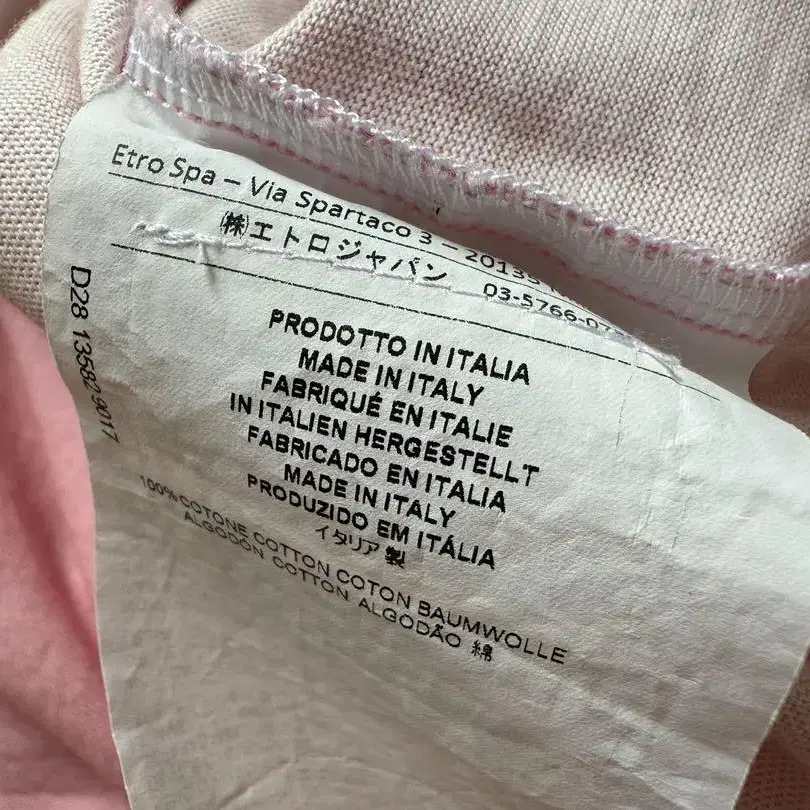 Etro Spa – Via Spartaco 3 – 20135
㈱エトロジャパン 03-5766-07
PRODOTTO IN ITALIA
MADE IN ITALY
FABRIQUÉ EN ITALIE
IN ITALIEN HERGESTELLT
FABRICADO EN ITALIA
MADE IN ITALY
PRODUZIDO EM ITÁLIA
イタリア製
100% COTONE COTTON COTON BAUMWOLLE
ALGODÓN COTTON ALGODÃO 綿
D28 13582 9017